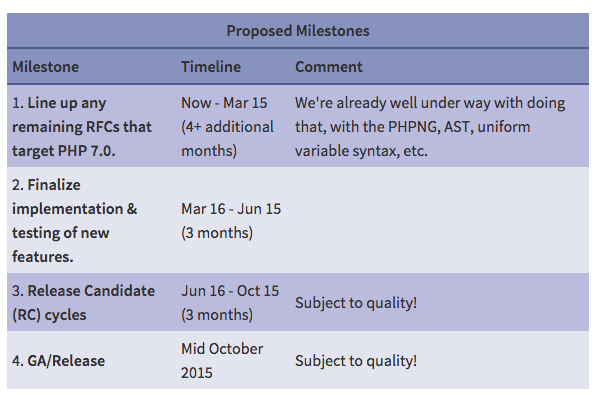 Proposed Milestones
Milestone Timeline Comment
1. Line up any
remaining RFCs that
target PHP 7.0.
Now - Mar 15
(4+ additional
months)
We're already well under way with doing
that, with the PHPNG, AST, uniform
variable syntax, etc.
2. Finalize
implementation &
testing of new
features.
Mar 16 - Jun 15
(3 months)
3. Release Candidate
(RC) cycles
Jun 16 - Oct 15
(3 months)
Subject to quality!
4. GA/Release
Mid October
2015
Subject to quality!